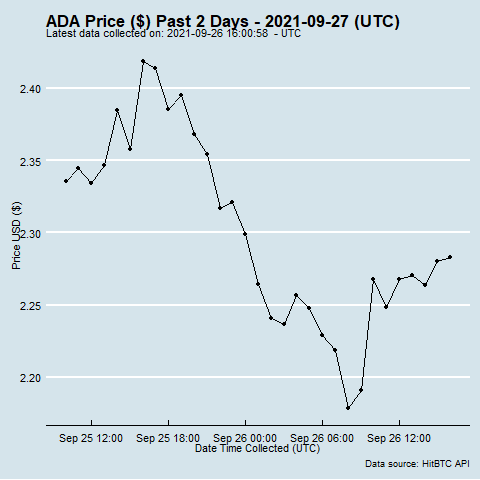 ADA Price ($) Past 2 Days - 2021-09-27 (UTC)
Latest data collected on: 2021-09-26 16:00:58 - UTC
Price USD ($)
2.40
2.35
2.30
2.25
2.20
Sep 25 12:00 Sep 25 18:00 Sep 26 00:00 Sep 26 06:00 Sep 26 12:00
Date Time Collected (UTC)
Data source: HitBTC API